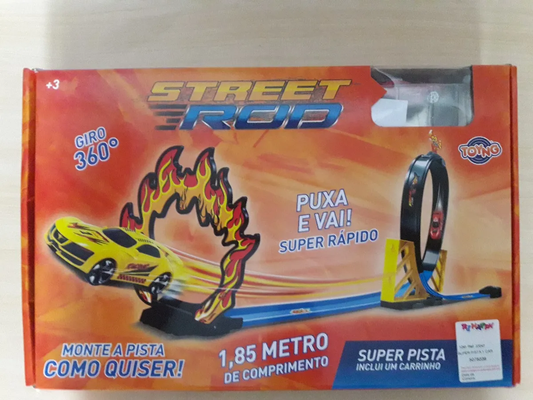 +3
STREET
ROD
GIRO
360°
TOYNG
PUXA
E VAI!
SUPER RÁPIDO
MONTE A PISTA
COMO QUISER!
1,85 METRO
DE COMPRIMENTO
SUPER PISTA
INCLUI UM CARRINHO